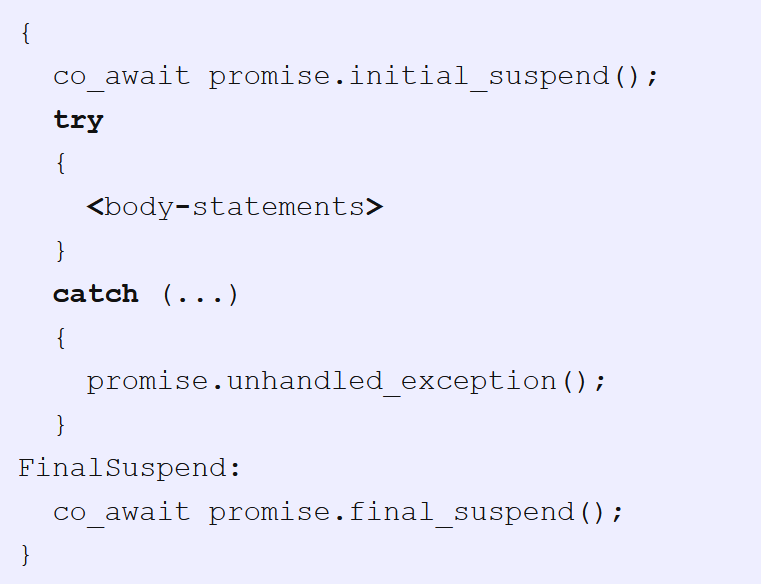 {
  co_await promise.initial_suspend();
  try
  {
    <body-statements>
  }
  catch (...)
  {
    promise.unhandled_exception();
  }
FinalSuspend:
  co_await promise.final_suspend();
}